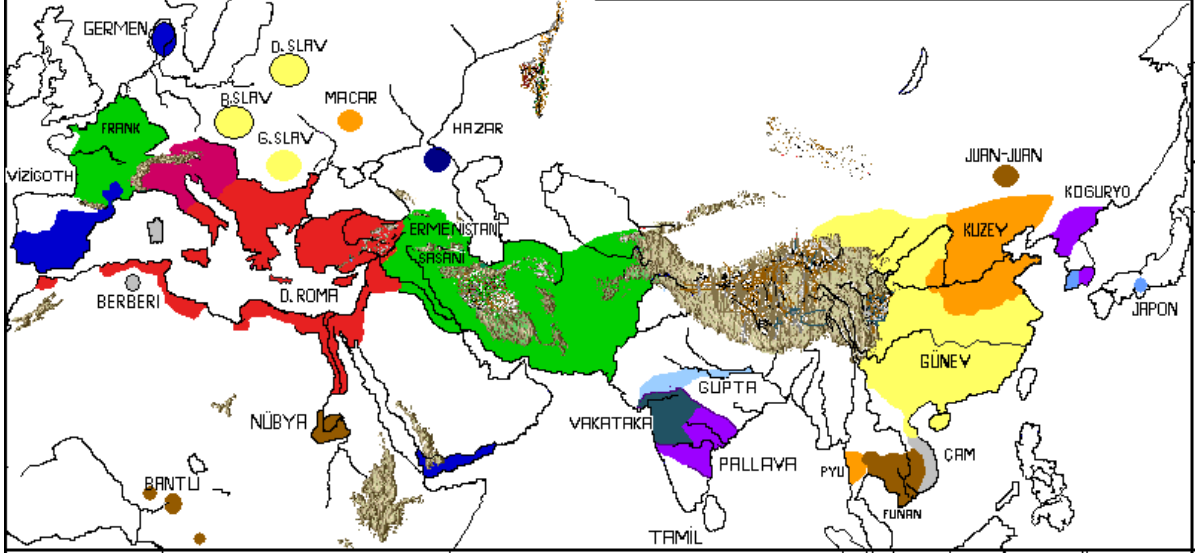 GERMEN
D.SLAV
B.SLAV
MACAR
FRANK
HAZAR
G.SLAV
JUAN-JUAN
VİZİGOTH
KOGURYO
ERMENİSTAN
KUZEY
SASANİ
BERBERİ
D.ROMA
JAPON
GÜNEY
GUPTA
NÜBYA
VAKATAKA
ÇAM
PALLAVA
PYU
BANTU
FUNAN
TAMİL